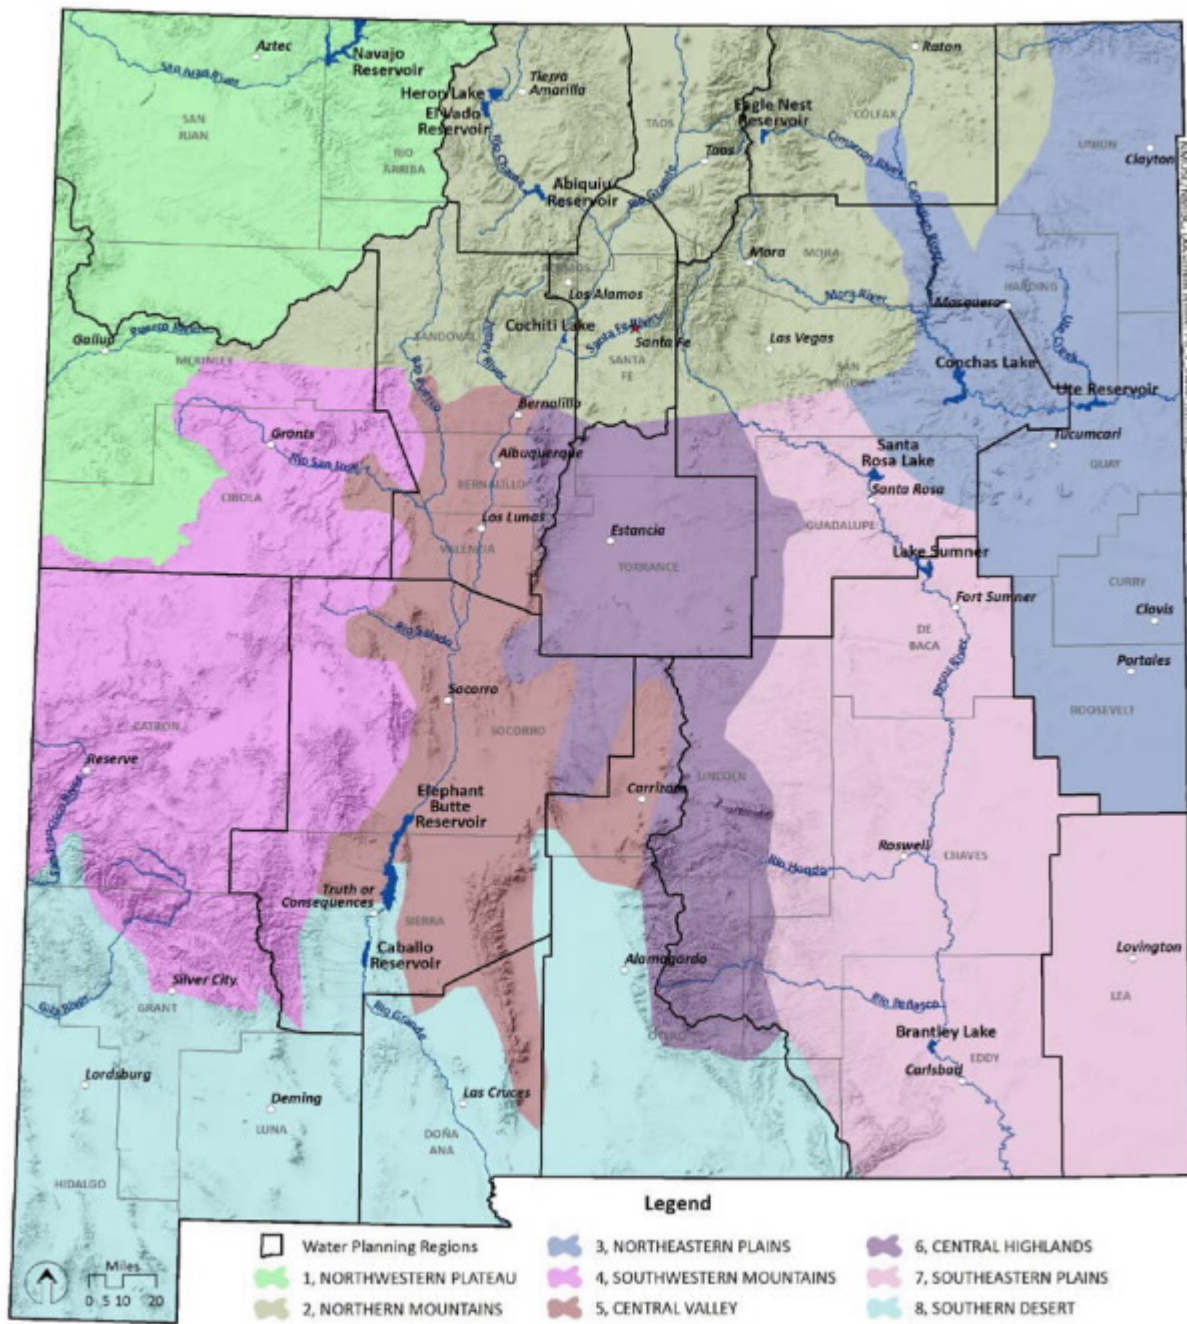 Aztec
Raton
San Juan River
Navajo
Reservoir
Tierra
Amarilla
Heron Lake
El Vado
Reservoir
Eagle Nest
Reservoir
COLFAX
SAN
JUAN
TAOS
Cimarron River
UNION
Clayton
RIO
ARRIBA
Rio Chama
Taos
Abiquiu
Reservoir
Rio Grande
Canadian River
Mora
MORA
HARDING
Los Alamos
Mora River
Mosquero
Puerco River
Gallup
Cochiti Lake
Santa Fe River
Santa Fe
SANDOVAL
Jemez River
Las Vegas
Ute Creek
MCKINLEY
SANTA
FE
SAN
Conchas Lake
Ute Reservoir
Rio Puerco
Bernalillo
Grants
Albuquerque
Santa
Rosa Lake
Tucumcari
Rio San Jose
QUAY
CIBOLA
BERNALILLO
Santa Rosa
Los Lunas
Estancia
GUADALUPE
VALENCIA
Lake Sumner
TORRANCE
CURRY
Fort Sumner
Clovis
Rio Salado
DE
BACA
Portales
Pecos River
Socorro
ROOSEVELT
CATRON
SOCORRO
Reserve
LINCOLN
Elephant
Butte
Reservoir
Carrizozo
San Francisco River
Roswell
CHAVES
Rio Hondo
Truth or
Consequences
SIERRA
Caballo
Reservoir
Alamogordo
Lovington
Silver City
Gila River
GRANT
Rio Grande
Rio Peñasco
LEA
OTERO
Brantley Lake
EDDY
Carlsbad
Lordsburg
Deming
Las Cruces
LUNA
DOÑA
ANA
HIDALGO
Legend
Water Planning Regions
3, NORTHEASTERN PLAINS
6, CENTRAL HIGHLANDS
1, NORTHWESTERN PLATEAU
4, SOUTHWESTERN MOUNTAINS
7, SOUTHEASTERN PLAINS
2, NORTHERN MOUNTAINS
5, CENTRAL VALLEY
8, SOUTHERN DESERT
Miles
0 5 10 20